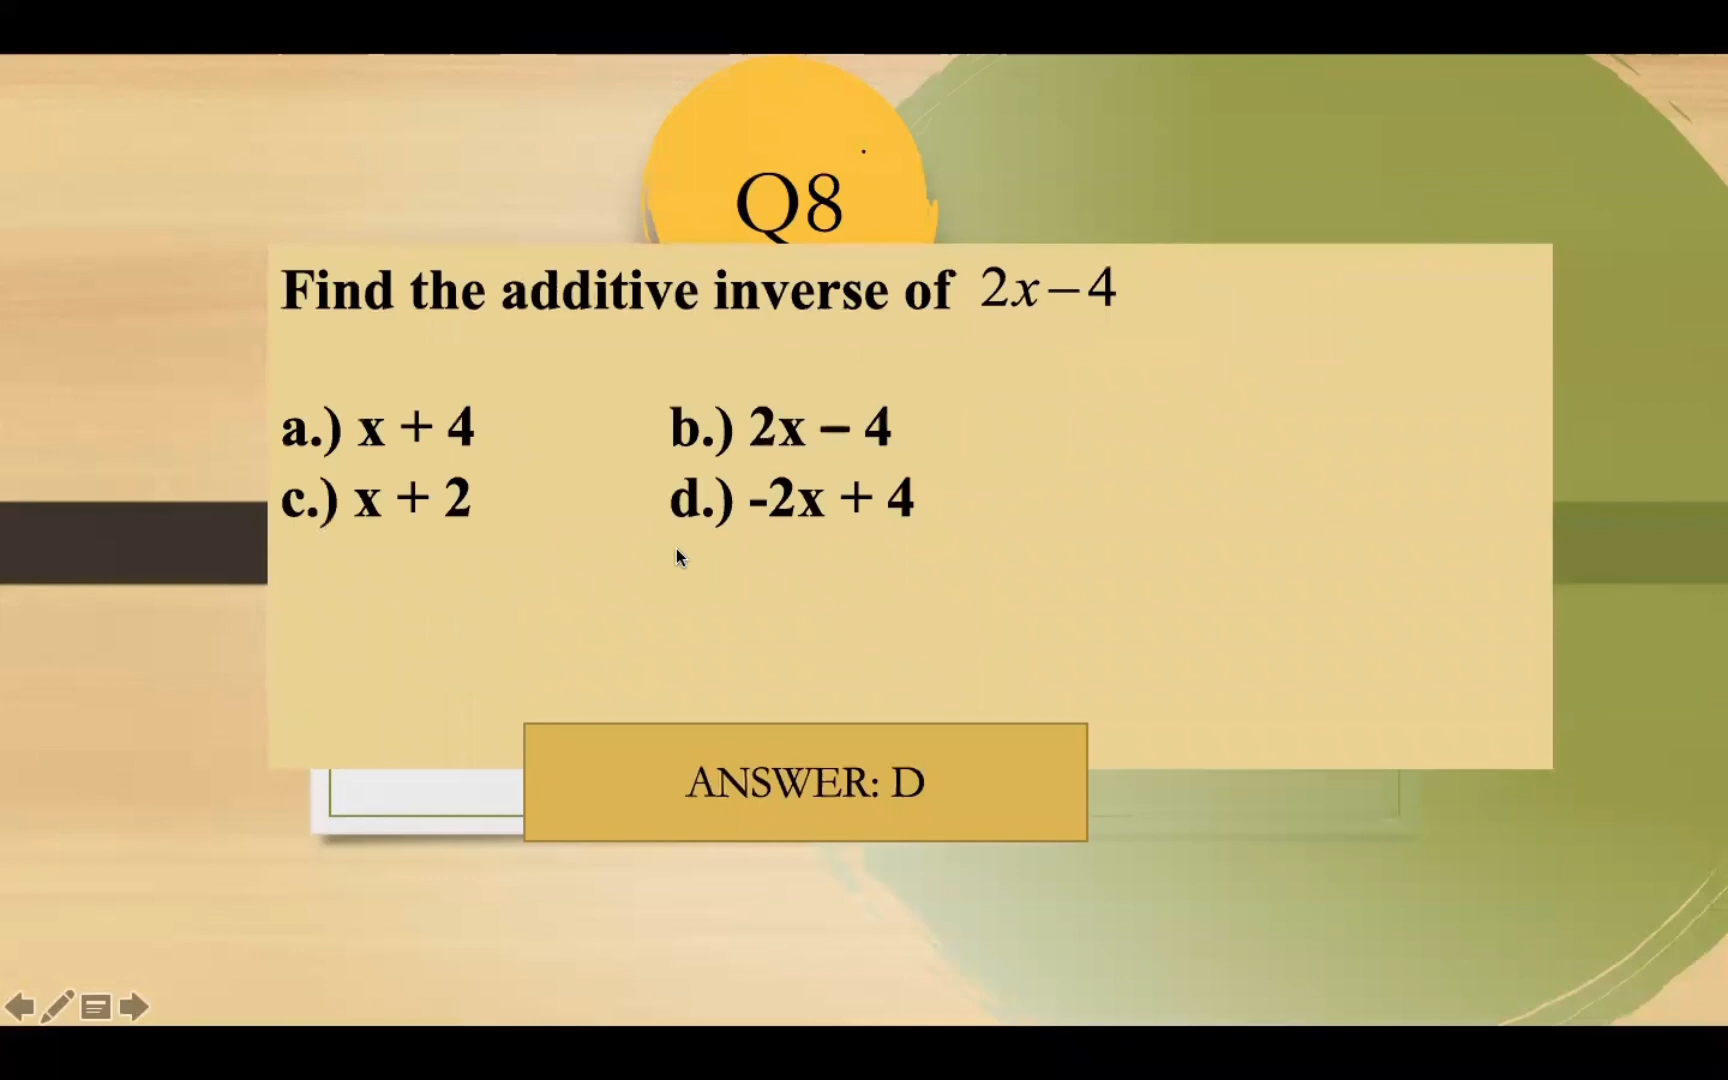 Q8
Find the additive inverse of 2x−4
a.) x + 4 b.) 2x – 4
c.) x + 2 d.) -2x + 4
ANSWER: D